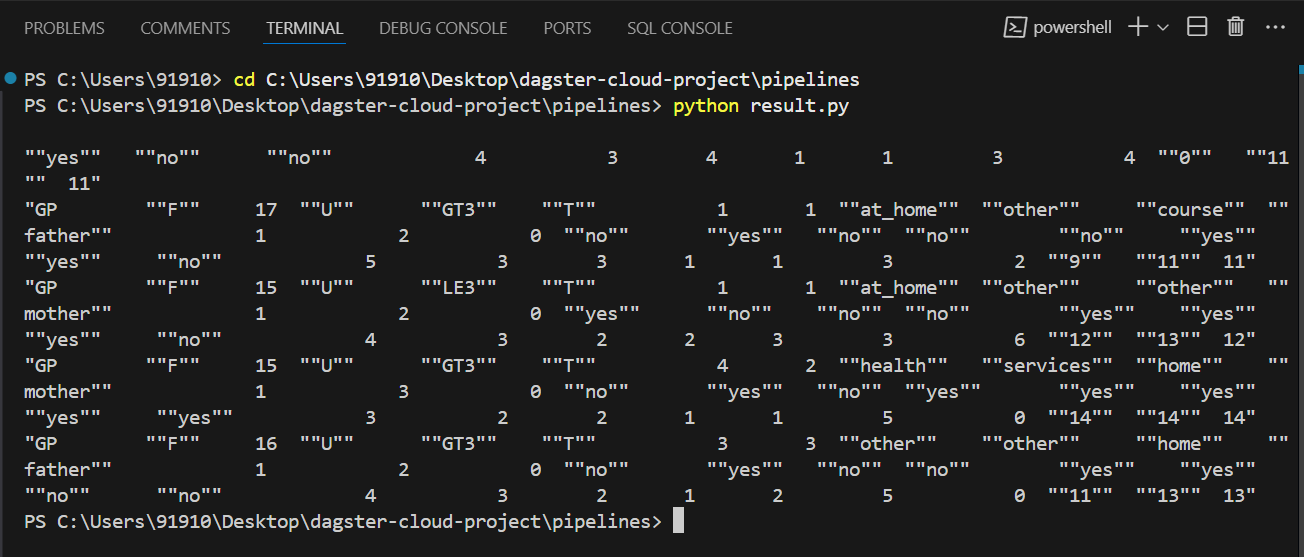 PROBLEMS COMMENTS TERMINAL DEBUG CONSOLE PORTS SQL CONSOLE powershell
PS C:\Users\91910> cd C:\Users\91910\Desktop\dagster-cloud-project\pipelines
PS C:\Users\91910\Desktop\dagster-cloud-project\pipelines> python result.py
""yes"" ""no"" ""no"" 4 3 4 1 1 3 4 ""0"" ""11
"" 11"
"GP ""F"" 17 ""U"" ""GT3"" ""T"" 1 1 ""at_home"" ""other"" ""course"" ""
father"" 1 2 0 ""no"" ""yes"" ""no"" ""no"" ""no"" ""yes""
""yes"" ""no"" 5 3 3 1 1 3 2 ""9"" ""11"" 11"
"GP ""F"" 15 ""U"" ""LE3"" ""T"" 1 1 ""at_home"" ""other"" ""other"" ""
mother"" 1 2 0 ""yes"" ""no"" ""no"" ""no"" ""yes"" ""yes""
""yes"" ""no"" 4 3 2 2 3 3 6 ""12"" ""13"" 12"
"GP ""F"" 15 ""U"" ""GT3"" ""T"" 4 2 ""health"" ""services"" ""home"" ""
mother"" 1 3 0 ""no"" ""yes"" ""no"" ""yes"" ""yes"" ""yes""
""yes"" ""yes"" 3 2 2 1 1 5 0 ""14"" ""14"" 14"
"GP ""F"" 16 ""U"" ""GT3"" ""T"" 3 3 ""other"" ""other"" ""home"" ""
father"" 1 2 0 ""no"" ""yes"" ""no"" ""no"" ""yes"" ""yes""
""no"" ""no"" 4 3 2 1 2 5 0 ""11"" ""13"" 13"
PS C:\Users\91910\Desktop\dagster-cloud-project\pipelines>